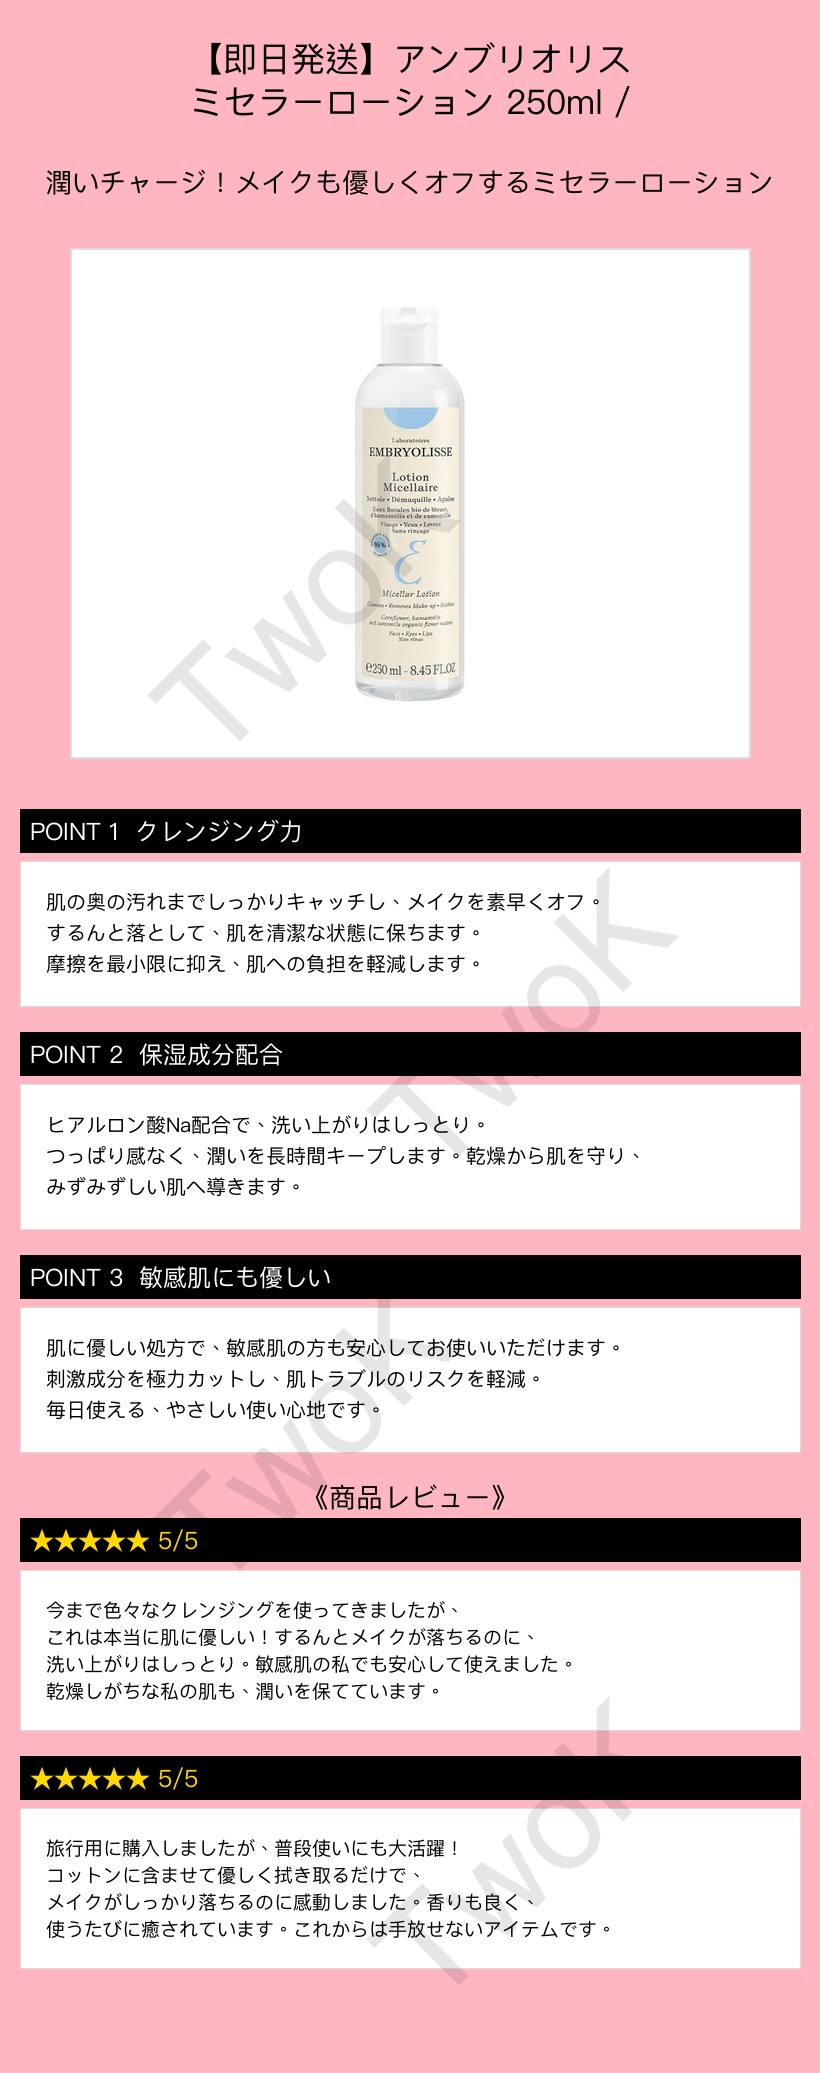 【即日発送】アンブリオリス
ミセラーローション 250ml /
潤いチャージ！メイクも優しくオフするミセラーローション
Laboratoires
EMBRYOLISSE
Lotion
Micellaire
Nettoie • Démaquille • Apaise
Eaux florales bio de bleuet,
d'hamamélis et de camomille
Visage • Yeux • Lèvres
Sans rinçage
95%
E
Micellar Lotion
Cleanses • Removes Make-up • Soothes
Cornflower, hamamelis
and camomile organic flower waters
Face • Eyes • Lips
Non rinse
e250 ml - 8.45 FL.OZ
TwoK
POINT 1 クレンジング力
肌の奥の汚れまでしっかりキャッチし、メイクを素早くオフ。
するんと落として、肌を清潔な状態に保ちます。
摩擦を最小限に抑え、肌への負担を軽減します。
TwoK
POINT 2 保湿成分配合
ヒアルロン酸Na配合で、洗い上がりはしっとり。
つっぱり感なく、潤いを長時間キープします。乾燥から肌を守り、
みずみずしい肌へ導きます。
POINT 3 敏感肌にも優しい
肌に優しい処方で、敏感肌の方も安心してお使いいただけます。
刺激成分を極力カットし、肌トラブルのリスクを軽減。
毎日使える、やさしい使い心地です。
TwoK
《商品レビュー》
★★★★★ 5/5
今まで色々なクレンジングを使ってきましたが、
これは本当に肌に優しい！するんとメイクが落ちるのに、
洗い上がりはしっとり。敏感肌の私でも安心して使えました。
乾燥しがちな私の肌も、潤いを保てています。
★★★★★ 5/5
旅行用に購入しましたが、普段使いにも大活躍！
コットンに含ませて優しく拭き取るだけで、
メイクがしっかり落ちるのに感動しました。香りも良く、
使うたびに癒されています。これからは手放せないアイテムです。
TwoK